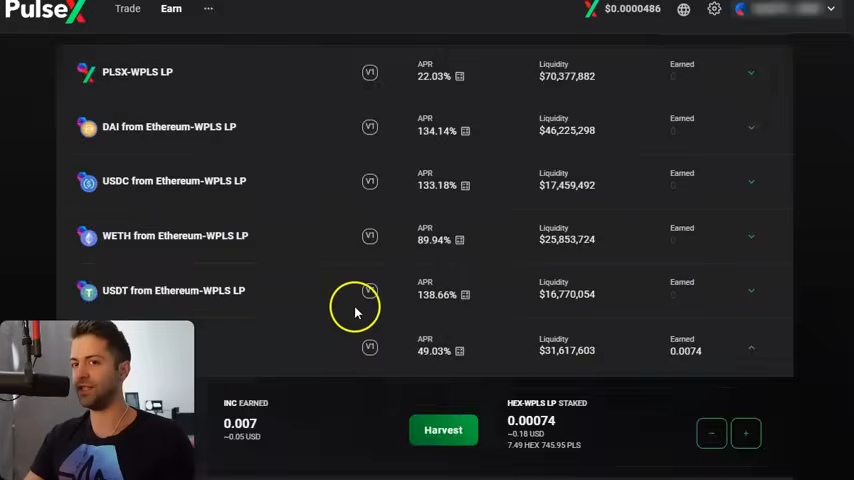 PulseX
Trade
Earn
$0.0000486
PLSX-WPLS LP
V1
APR
22.03%
Liquidity
$70,377,882
Earned
0
DAI from Ethereum-WPLS LP
V1
APR
134.14%
Liquidity
$46,225,298
Earned
0
USDC from Ethereum-WPLS LP
V1
APR
133.18%
Liquidity
$17,459,492
Earned
0
WETH from Ethereum-WPLS LP
V1
APR
89.94%
Liquidity
$25,853,724
Earned
0
USDT from Ethereum-WPLS LP
V1
APR
138.66%
Liquidity
$16,770,054
Earned
0
V1
APR
49.03%
Liquidity
$31,617,603
Earned
0.0074
INC EARNED
0.007
~0.05 USD
Harvest
HEX-WPLS LP STAKED
0.00074
~0.18 USD
7.49 HEX 745.95 PLS